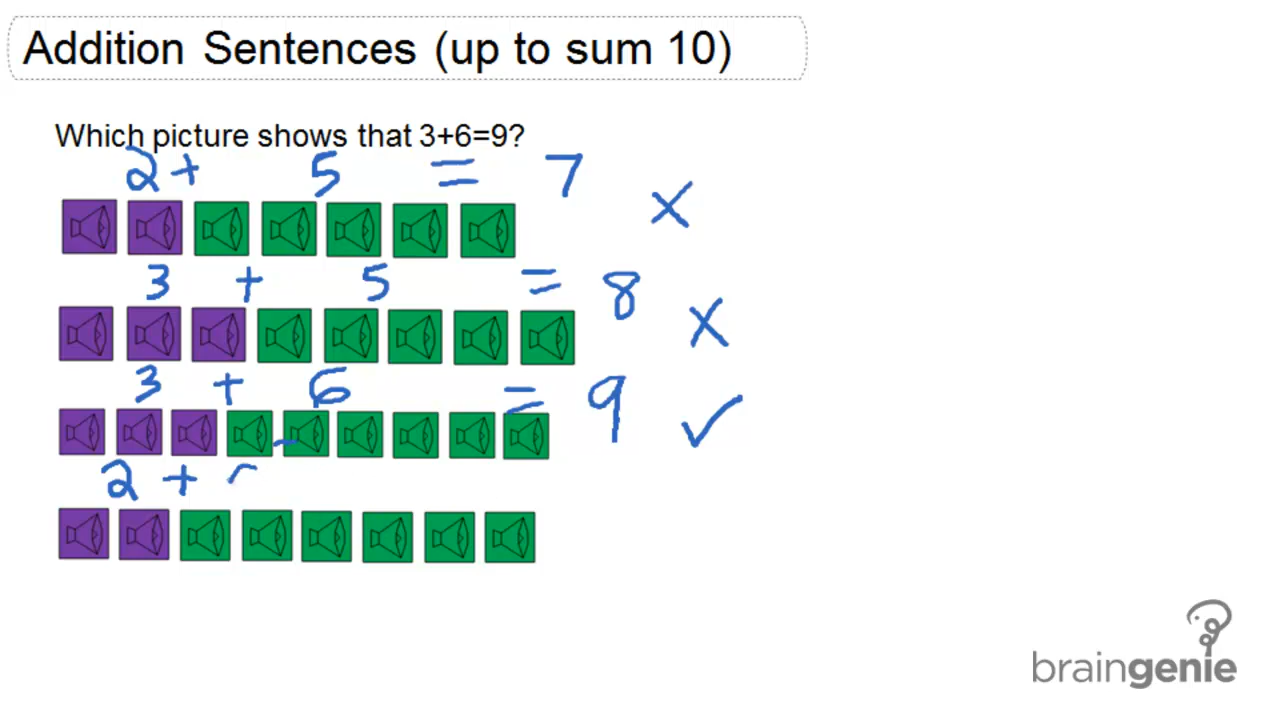 Addition Sentences (up to sum 10)
Which picture shows that 3+6=9?
2 + 5 = 7 x
3 + 5 = 8 x
3 + 6 = 9 ✓
2 +
braingenie